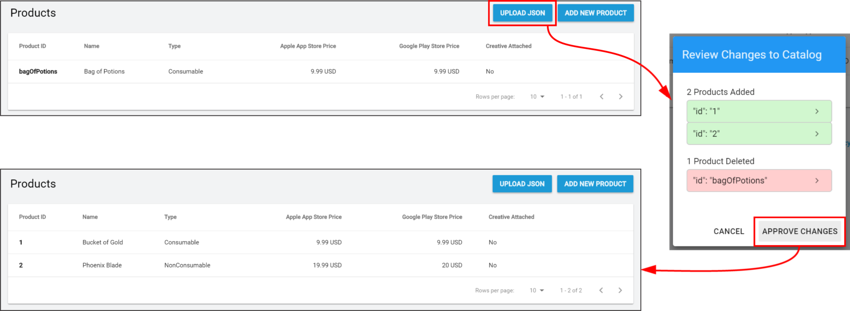 Products
UPLOAD JSON
ADD NEW PRODUCT
Product ID Name Type Apple App Store Price Google Play Store Price Creative Attached
bagOfPotions Bag of Potions Consumable 9.99 USD 9.99 USD No
Rows per page: 10 1 - 1 of 1
Review Changes to Catalog
2 Products Added
"id": "1"
"id": "2"
1 Product Deleted
"id": "bagOfPotions"
CANCEL
APPROVE CHANGES
Products
UPLOAD JSON
ADD NEW PRODUCT
Product ID Name Type Apple App Store Price Google Play Store Price Creative Attached
1 Bucket of Gold Consumable 9.99 USD 9.99 USD No
2 Phoenix Blade NonConsumable 19.99 USD 20 USD No
Rows per page: 10 1 - 2 of 2